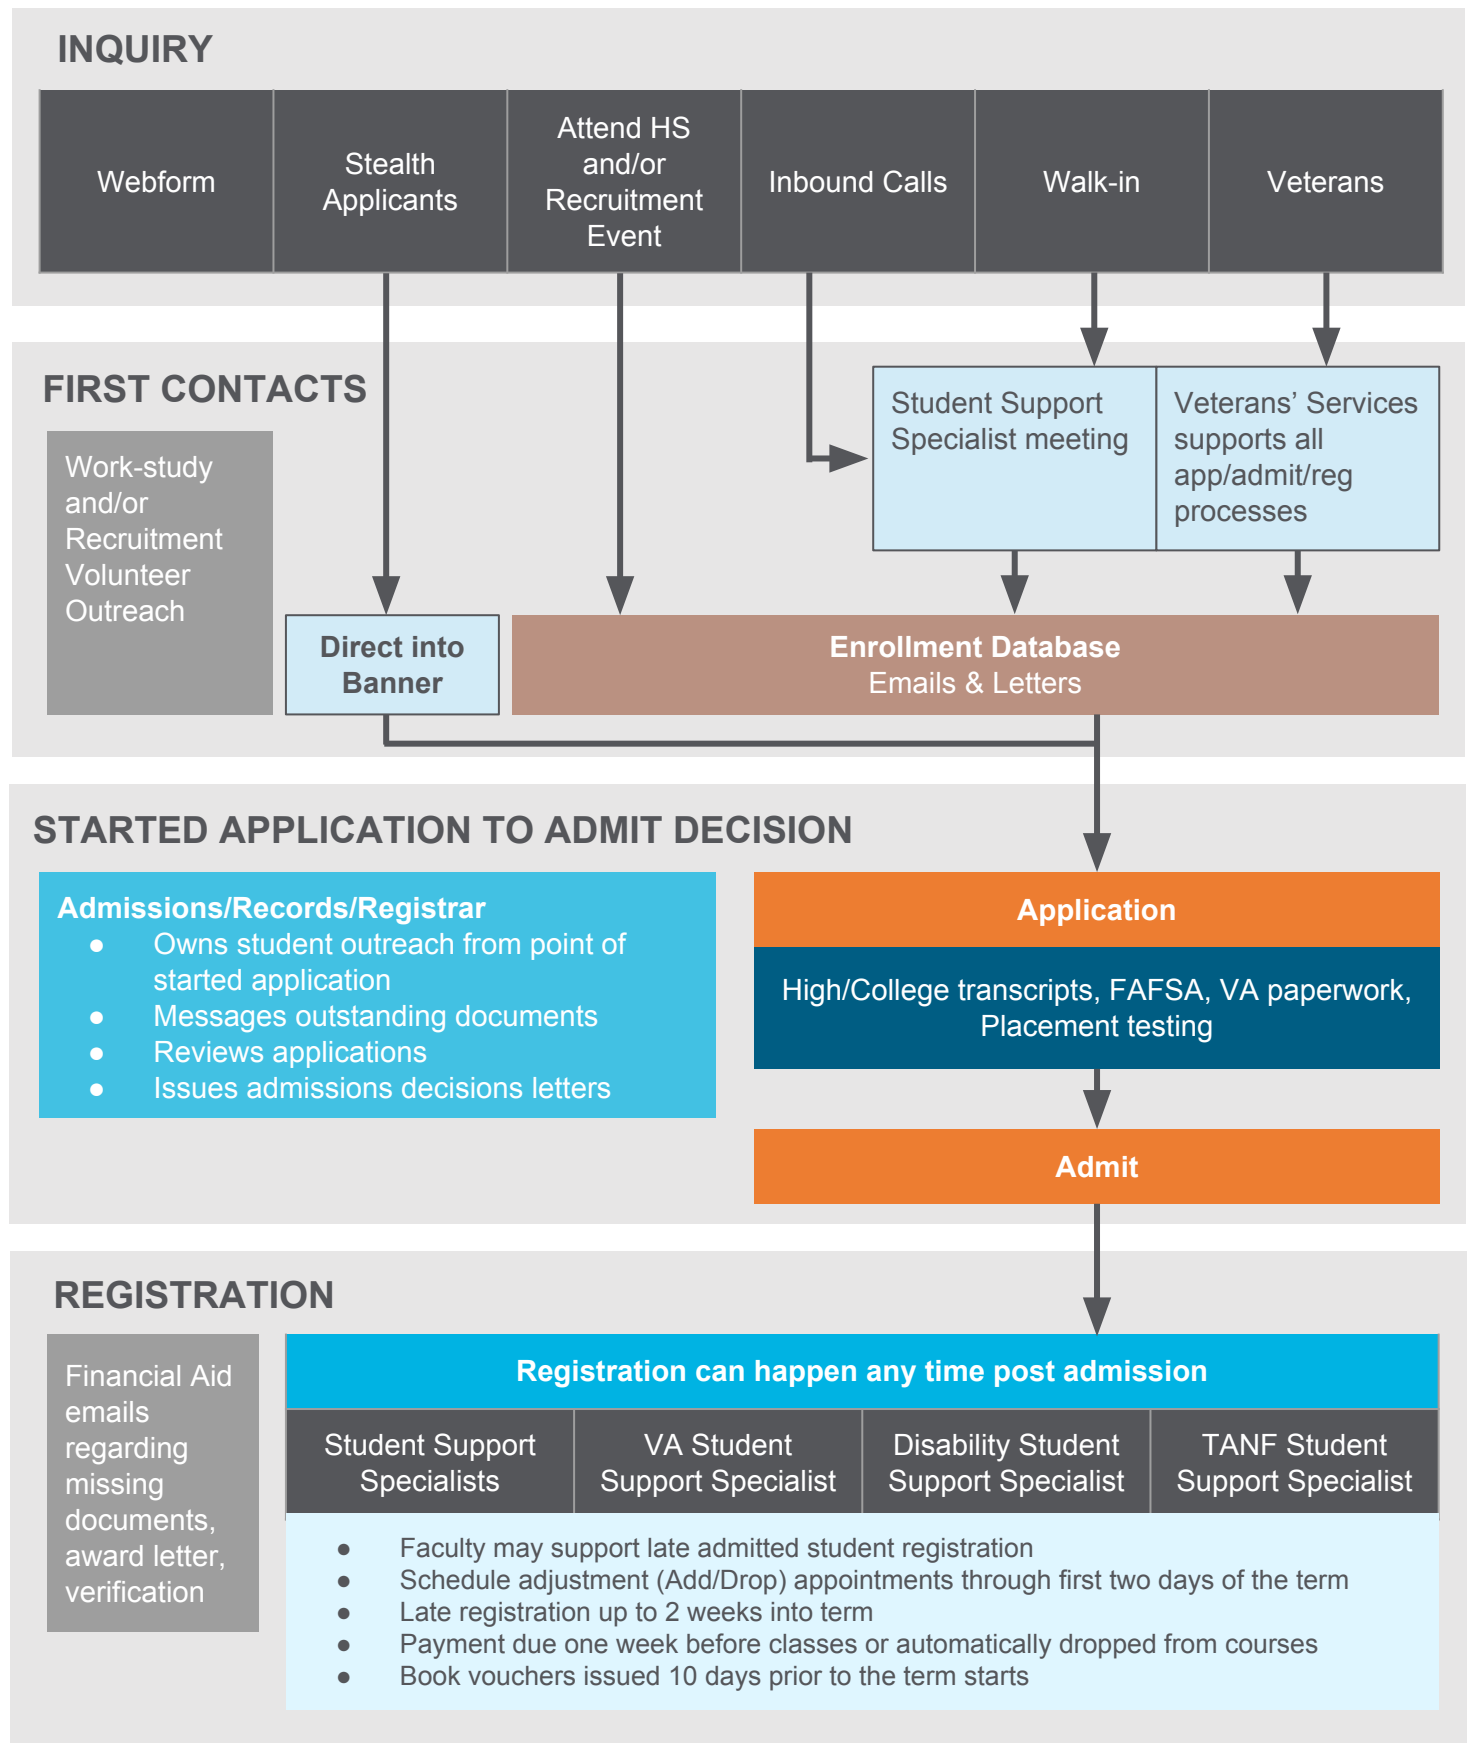 INQUIRY
Webform
Stealth
Applicants
Attend HS
and/or
Recruitment
Event
Inbound Calls
Walk-in
Veterans
FIRST CONTACTS
Work-study
and/or
Recruitment
Volunteer
Outreach
Student Support
Specialist meeting
Veterans’ Services
supports all
app/admit/reg
processes
Direct into
Banner
Enrollment Database
Emails & Letters
STARTED APPLICATION TO ADMIT DECISION
Admissions/Records/Registrar
● Owns student outreach from point of
started application
● Messages outstanding documents
● Reviews applications
● Issues admissions decisions letters
Application
High/College transcripts, FAFSA, VA paperwork,
Placement testing
Admit
REGISTRATION
Financial Aid
emails
regarding
missing
documents,
award letter,
verification
Registration can happen any time post admission
Student Support
Specialists
VA Student
Support Specialist
Disability Student
Support Specialist
TANF Student
Support Specialist
● Faculty may support late admitted student registration
● Schedule adjustment (Add/Drop) appointments through first two days of the term
● Late registration up to 2 weeks into term
● Payment due one week before classes or automatically dropped from courses
● Book vouchers issued 10 days prior to the term starts